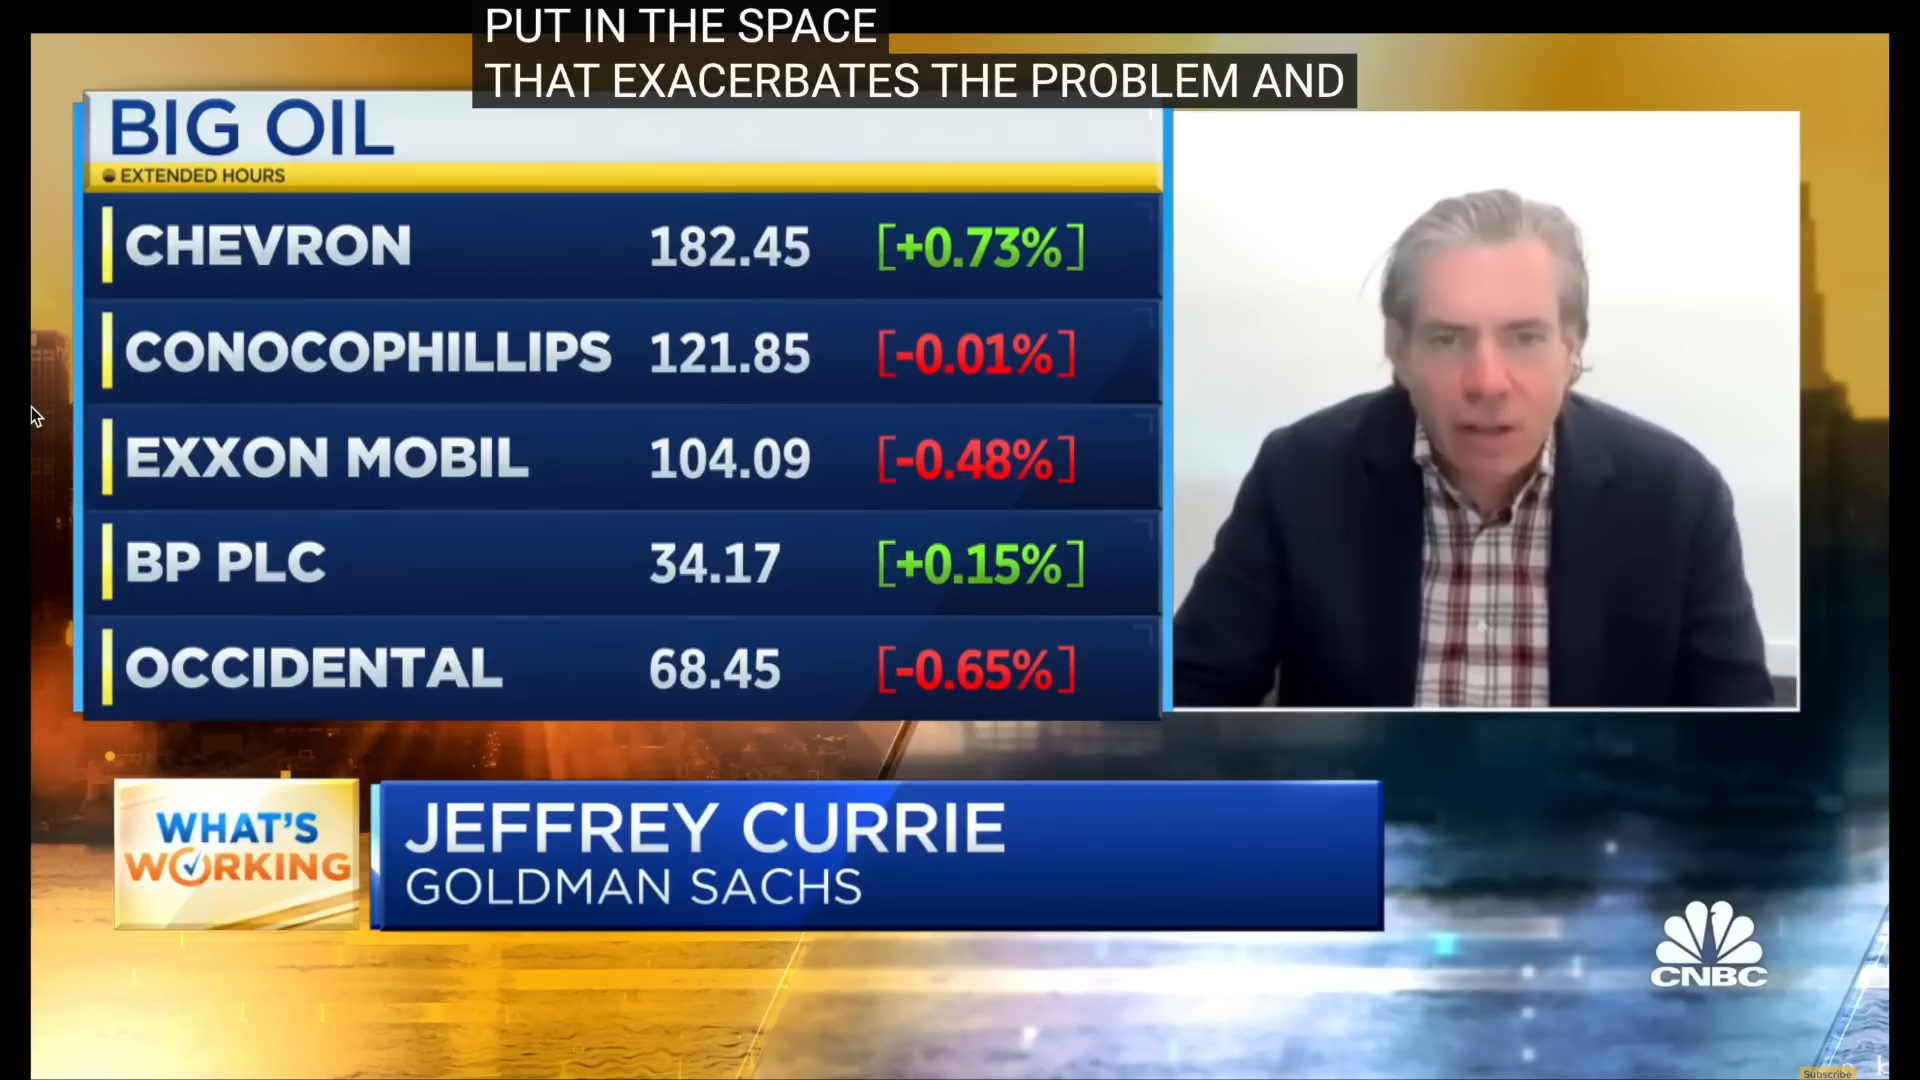 PUT IN THE SPACE
THAT EXACERBATES THE PROBLEM AND
BIG OIL
EXTENDED HOURS
CHEVRON 182.45 [+0.73%]
CONOCOPHILLIPS 121.85 [-0.01%]
EXXON MOBIL 104.09 [-0.48%]
BP PLC 34.17 [+0.15%]
OCCIDENTAL 68.45 [-0.65%]
WHAT'S
WORKING
JEFFREY CURRIE
GOLDMAN SACHS
CNBC
Subscribe